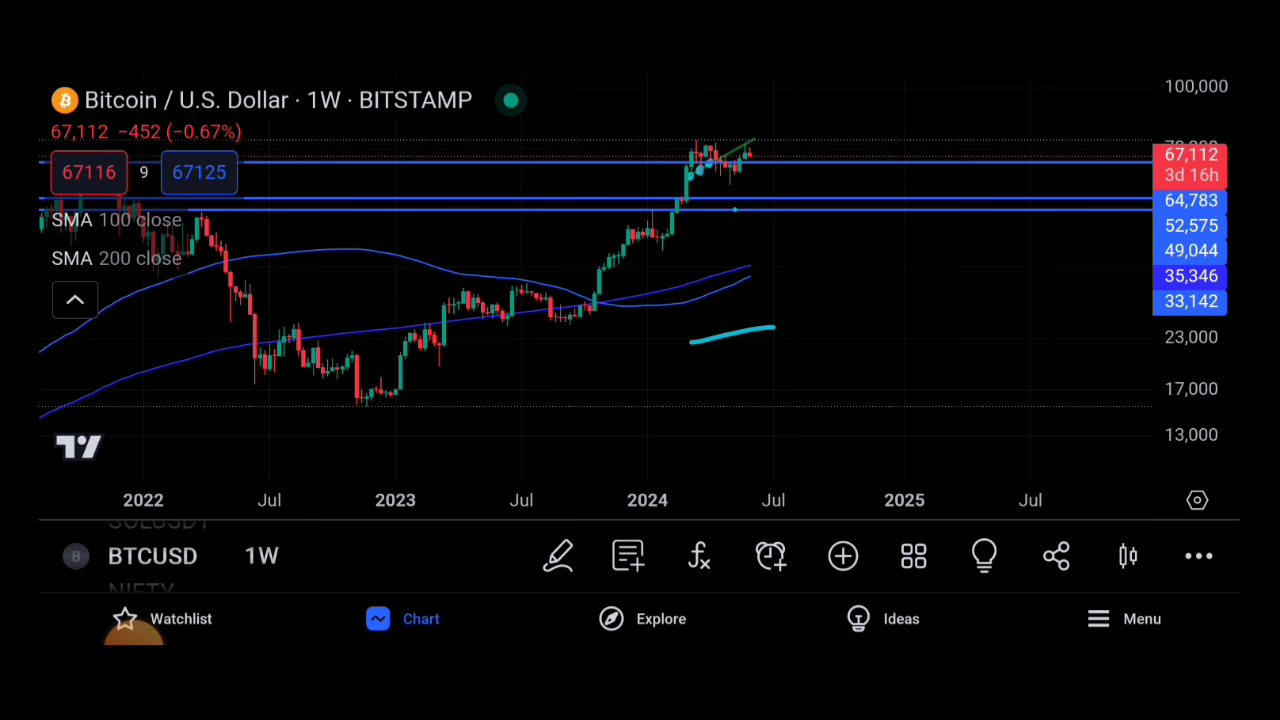 Bitcoin / U.S. Dollar · 1W · BITSTAMP
67,112 −452 (−0.67%)
67116 9 67125
SMA 100 close
SMA 200 close
100,000
67,112
3d 16h
64,783
52,575
49,044
35,346
33,142
23,000
17,000
13,000
2022 Jul 2023 Jul 2024 Jul 2025 Jul
SOLUSDT
B BTCUSD 1W
NIFTY
Watchlist Chart Explore Ideas Menu